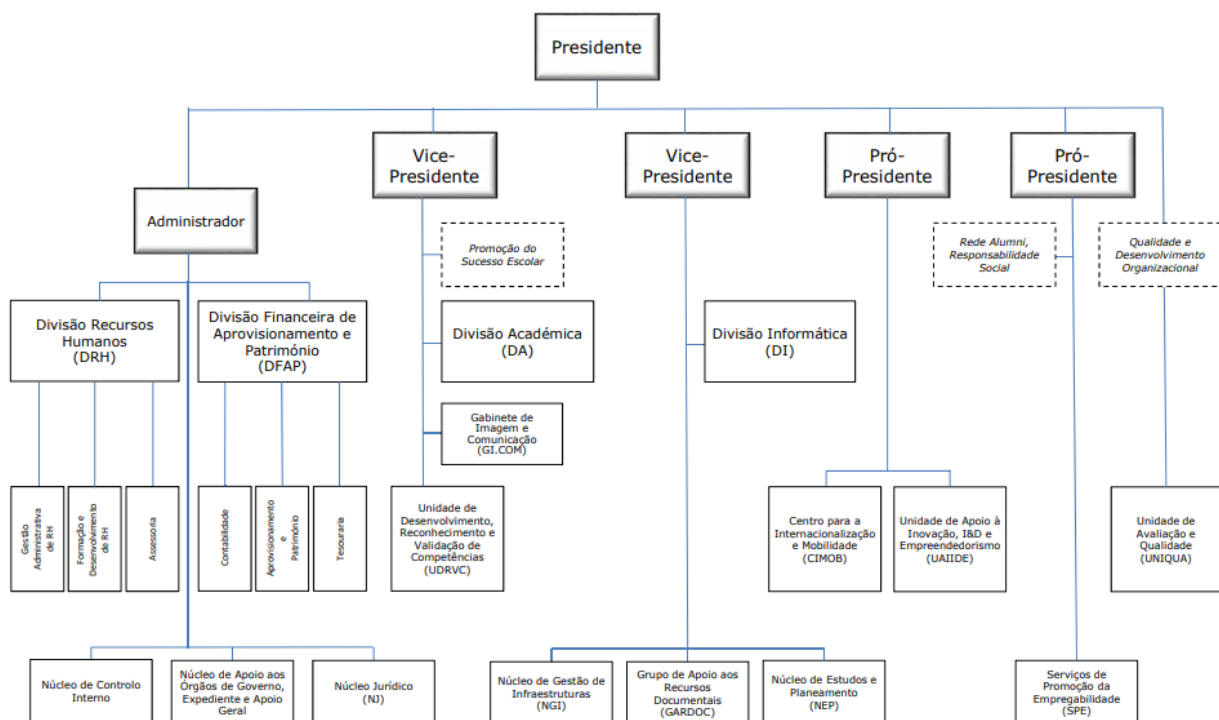 Presidente
Vice-
Presidente
Vice-
Presidente
Pró-
Presidente
Pró-
Presidente
Administrador
Promoção do
Sucesso Escolar
Rede Alumni,
Responsabilidade
Social
Qualidade e
Desenvolvimento
Organizacional
Divisão Recursos
Humanos
(DRH)
Divisão Financeira de
Aprovisionamento e
Património
(DFAP)
Divisão Académica
(DA)
Divisão Informática
(DI)
Gabinete de
Imagem e
Comunicação
(GI.COM)
Gestão
Administrativa
de RH
Formação e
Desenvolvimento
de RH
Assessoria
Contabilidade
Aprovisionamento
e
Património
Tesouraria
Unidade de
Desenvolvimento,
Reconhecimento e
Validação de
Competências
(UDRVC)
Centro para a
Internacionalização
e Mobilidade
(CIMOB)
Unidade de Apoio à
Inovação, I&D e
Empreendedorismo
(UAIIDE)
Unidade de
Avaliação e
Qualidade
(UNIQUA)
Núcleo de Controlo
Interno
Núcleo de Apoio aos
Órgãos de Governo,
Expediente e Apoio
Geral
Núcleo Jurídico
(NJ)
Núcleo de Gestão de
Infraestruturas
(NGI)
Grupo de Apoio aos
Recursos
Documentais
(GARDOC)
Núcleo de Estudos e
Planeamento
(NEP)
Serviços de
Promoção da
Empregabilidade
(SPE)